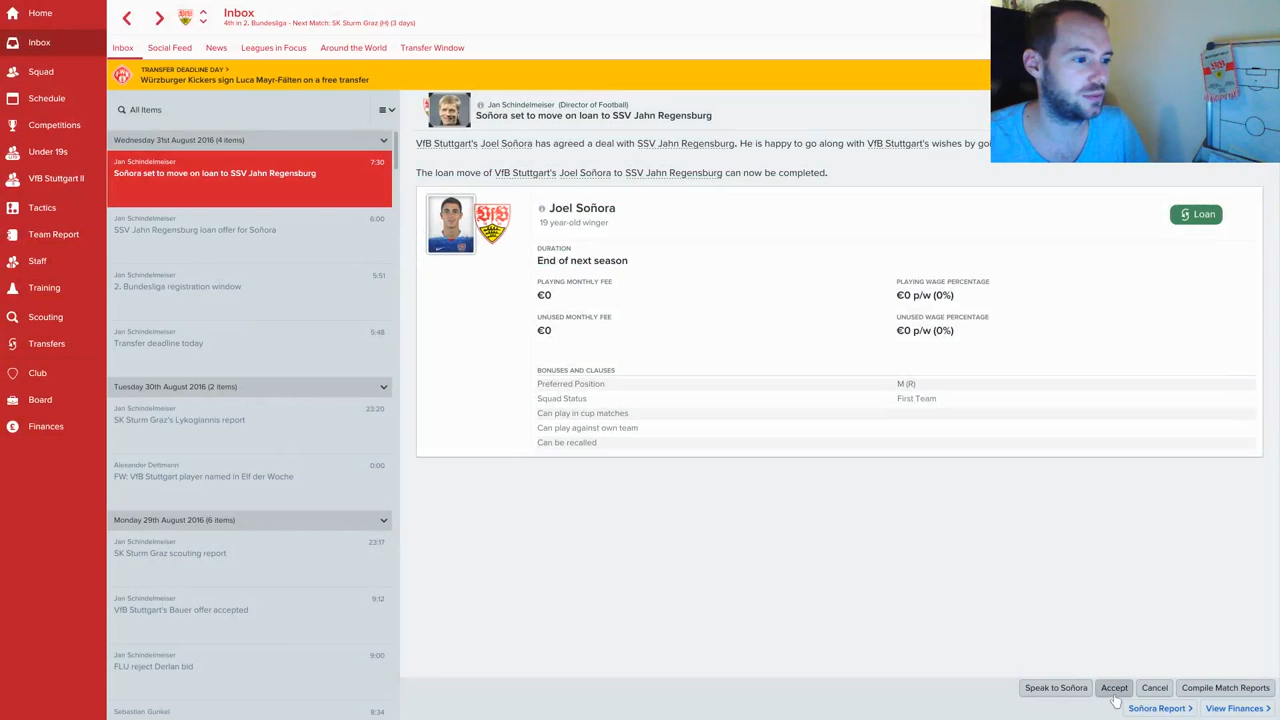 Home
Inbox
Squad
Schedule
Competitions
Under 19s
VfB Stuttgart II
Tactics
Team Report
Staff
Training
Scouting
Transfers
Club
Board
Finances
Inbox
4th in 2. Bundesliga - Next Match: SK Sturm Graz (H) (3 days)
Inbox Social Feed News Leagues in Focus Around the World Transfer Window
TRANSFER DEADLINE DAY >
Würzburger Kickers sign Luca Mayr-Fälten on a free transfer
All Items
Wednesday 31st August 2016 (4 items)
Jan Schindelmeiser 7:30
Soñora set to move on loan to SSV Jahn Regensburg
Jan Schindelmeiser 6:00
SSV Jahn Regensburg loan offer for Soñora
Jan Schindelmeiser 5:51
2. Bundesliga registration window
Jan Schindelmeiser 5:48
Transfer deadline today
Tuesday 30th August 2016 (2 items)
Jan Schindelmeiser 23:20
SK Sturm Graz's Lykogiannis report
Alexander Dettmann 0:00
FW: VfB Stuttgart player named in Elf der Woche
Monday 29th August 2016 (6 items)
Jan Schindelmeiser 23:17
SK Sturm Graz scouting report
Jan Schindelmeiser 9:12
VfB Stuttgart's Bauer offer accepted
Jan Schindelmeiser 9:00
FLU reject Derlan bid
Sebastian Gunkel 8:34
Jan Schindelmeiser (Director of Football)
Soñora set to move on loan to SSV Jahn Regensburg
VfB Stuttgart's Joel Soñora has agreed a deal with SSV Jahn Regensburg. He is happy to go along with VfB Stuttgart's wishes by
The loan move of VfB Stuttgart's Joel Soñora to SSV Jahn Regensburg can now be completed.
Joel Soñora
19 year-old winger
Loan
DURATION
End of next season
PLAYING MONTHLY FEE PLAYING WAGE PERCENTAGE
€0 €0 p/w (0%)
UNUSED MONTHLY FEE UNUSED WAGE PERCENTAGE
€0 €0 p/w (0%)
BONUSES AND CLAUSES
Preferred Position M (R)
Squad Status First Team
Can play in cup matches
Can play against own team
Can be recalled
Speak to Soñora Accept Cancel Compile Match Reports
Soñora Report > View Finances >